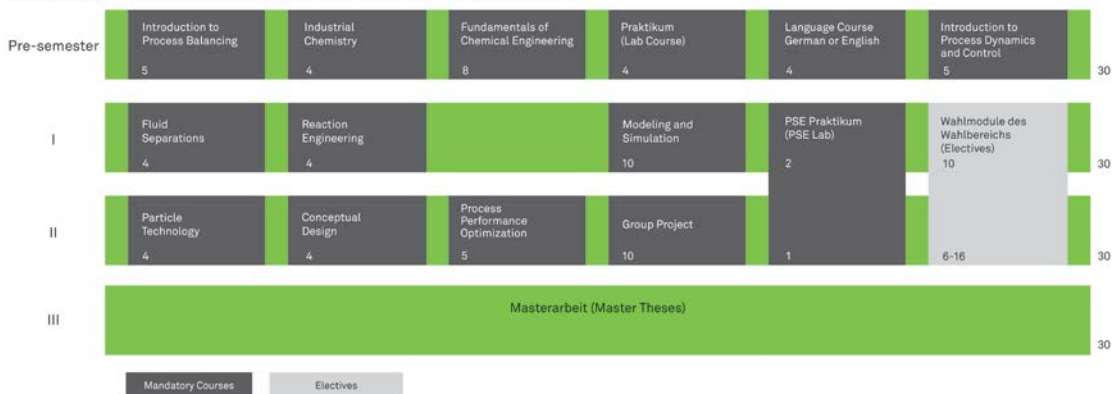 Pre-semester
Introduction to
Process Balancing
5
Industrial
Chemistry
4
Fundamentals of
Chemical Engineering
8
Praktikum
(Lab Course)
4
Language Course
German or English
4
Introduction to
Process Dynamics
and Control
5
30
I
Fluid
Separations
4
Reaction
Engineering
4
Modeling and
Simulation
10
PSE Praktikum
(PSE Lab)
2
Wahlmodule des
Wahlbereichs
(Electives)
10
30
II
Particle
Technology
4
Conceptual
Design
4
Process
Performance
Optimization
5
Group Project
10
1
6-16
30
III
Masterarbeit (Master Theses)
30
Mandatory Courses
Electives